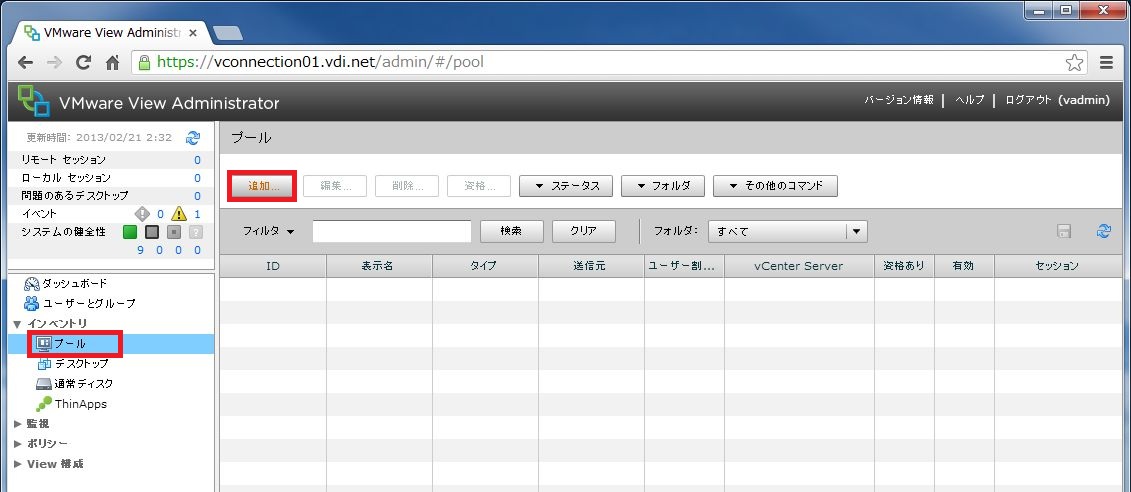 VMware View Administr
https://vconnection01.vdi.net/admin/#/pool
VMware View Administrator
バージョン情報 | ヘルプ | ログアウト (vadmin)
更新時間: 2013/02/21 2:32
リモート セッション 0
ローカル セッション 0
問題のあるデスクトップ 0
イベント 0 1
システムの健全性
9 0 0 0
ダッシュボード
ユーザーとグループ
インベントリ
プール
デスクトップ
通常ディスク
ThinApps
監視
ポリシー
View 構成
プール
追加... 編集... 削除... 資格... ステータス フォルダ その他のコマンド
フィルタ 検索 クリア フォルダ: すべて
ID 表示名 タイプ 送信元 ユーザー割... vCenter Server 資格あり 有効 セッション